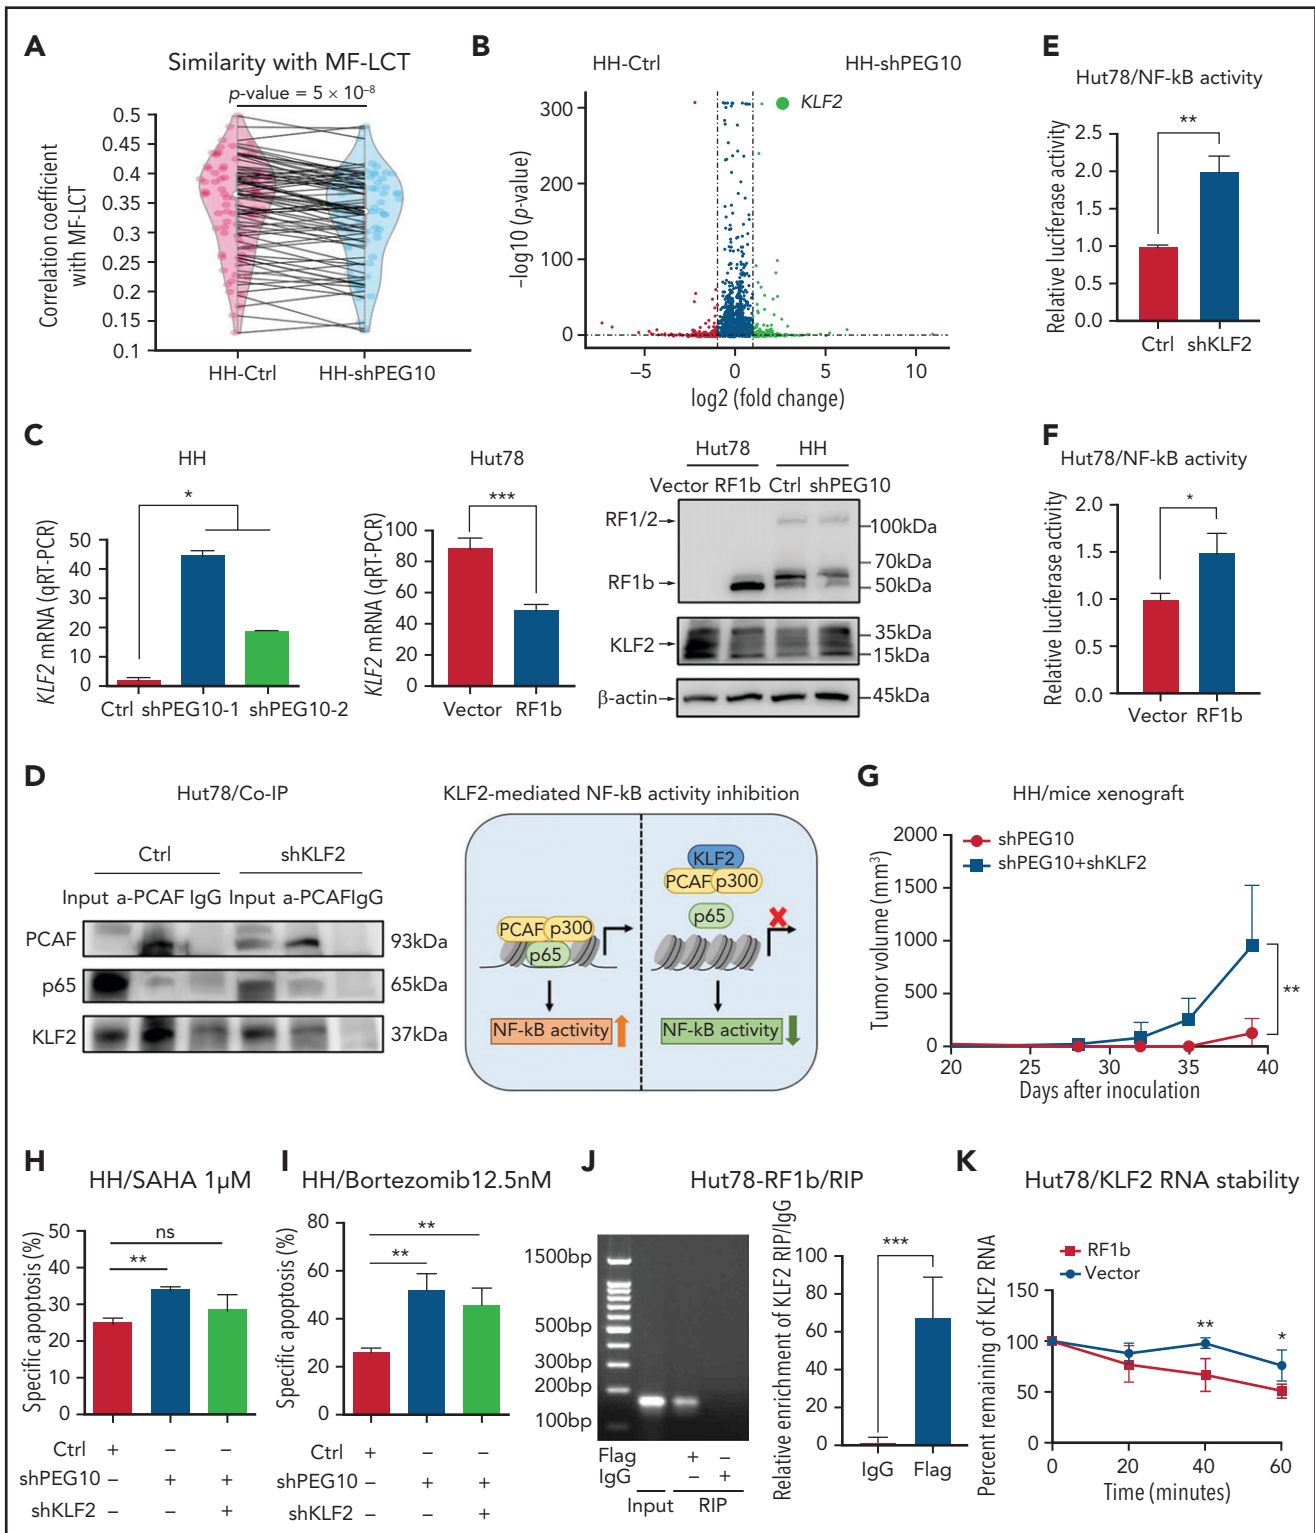 A
Similarity with MF-LCT
p-value = 5 × 10⁻⁸
Correlation coefficient
with MF-LCT
0.5
0.45
0.4
0.35
0.3
0.25
0.2
0.15
0.1
HH-Ctrl
HH-shPEG10
B
HH-Ctrl
HH-shPEG10
KLF2
–log10 (p-value)
300
200
100
0
–5
0
5
10
log2 (fold change)
C
HH
*
KLF2 mRNA (qRT-PCR)
50
40
30
20
10
0
Ctrl shPEG10-1 shPEG10-2
Hut78
***
KLF2 mRNA (qRT-PCR)
100
80
60
40
20
0
Vector RF1b
Hut78 HH
Vector RF1b Ctrl shPEG10
RF1/2
RF1b
KLF2
β-actin
100kDa
70kDa
50kDa
35kDa
15kDa
45kDa
D
Hut78/Co-IP
Ctrl shKLF2
Input a-PCAF IgG Input a-PCAFIgG
PCAF 93kDa
p65 65kDa
KLF2 37kDa
KLF2-mediated NF-kB activity inhibition
PCAF p300
p65
NF-kB activity
KLF2
PCAF p300
p65
NF-kB activity
E
Hut78/NF-kB activity
**
Relative luciferase activity
2.5
2.0
1.5
1.0
0.5
0.0
Ctrl shKLF2
F
Hut78/NF-kB activity
*
Relative luciferase activity
2.0
1.5
1.0
0.5
0.0
Vector RF1b
G
HH/mice xenograft
shPEG10
shPEG10+shKLF2
Tumor volume (mm³)
2000
1500
1000
500
0
**
20 25 30 35 40
Days after inoculation
H
HH/SAHA 1µM
ns
**
Specific apoptosis (%)
50
40
30
20
10
0
Ctrl + – –
shPEG10 – + +
shKLF2 – – +
I
HH/Bortezomib12.5nM
**
**
Specific apoptosis (%)
80
60
40
20
0
Ctrl + – –
shPEG10 – + +
shKLF2 – – +
J
Hut78-RF1b/RIP
1500bp
500bp
300bp
200bp
100bp
Flag + –
IgG – +
Input RIP
Relative enrichment of KLF2 RIP/IgG
***
100
80
60
40
20
0
IgG Flag
K
Hut78/KLF2 RNA stability
RF1b
Vector
Percent remaining of KLF2 RNA
150
100
50
0
**
*
0 20 40 60
Time (minutes)